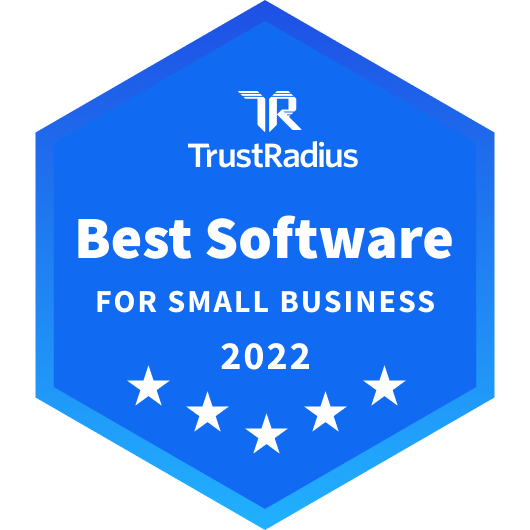 TR
TrustRadius
Best Software
FOR SMALL BUSINESS
2022